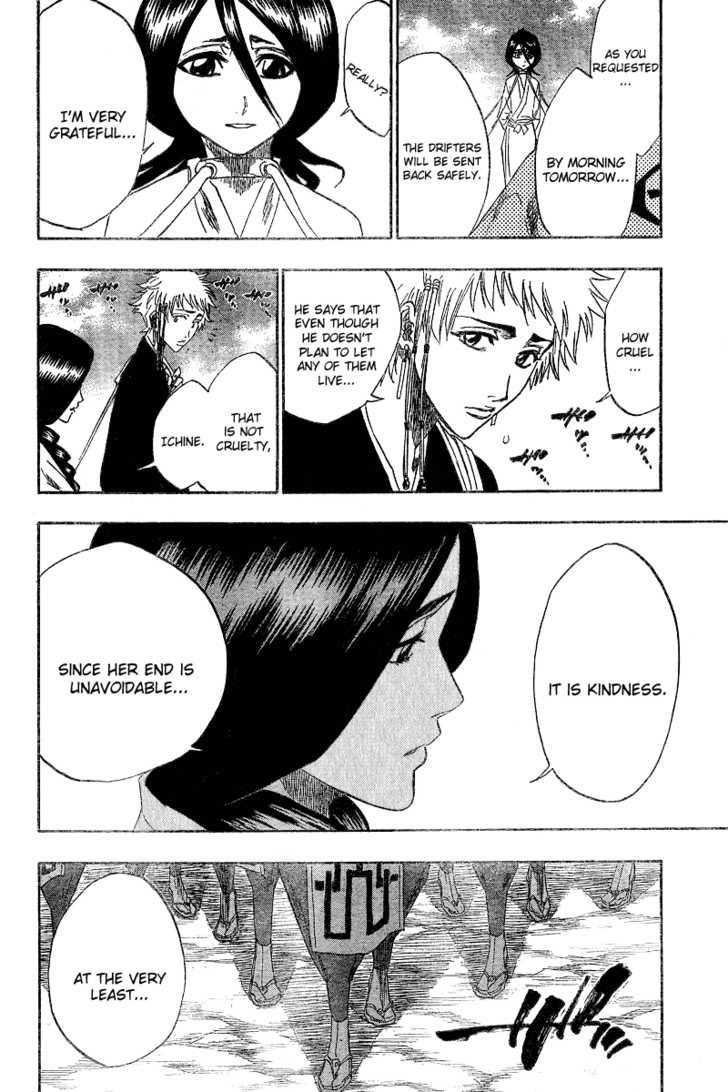 AS YOU
REQUESTED
...
BY MORNING
TOMORROW...
THE DRIFTERS
WILL BE SENT
BACK SAFELY.
REALLY?
I'M VERY
GRATEFUL...
HOW
CRUEL
...
HE SAYS THAT
EVEN THOUGH
HE DOESN'T
PLAN TO LET
ANY OF THEM
LIVE...
THAT
IS NOT
CRUELTY,
ICHINE.
IT IS KINDNESS.
SINCE HER END IS
UNAVOIDABLE...
AT THE VERY
LEAST...